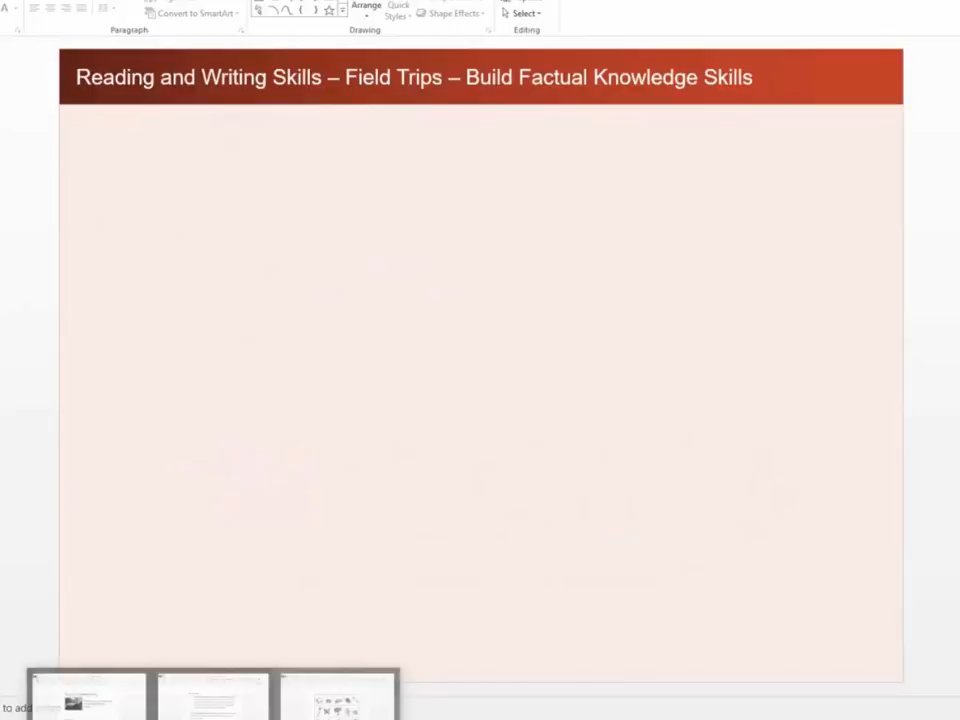 A
Convert to SmartArt
Arrange
Quick
Styles
Shape Effects
Select
Paragraph
Drawing
Editing
Reading and Writing Skills – Field Trips – Build Factual Knowledge Skills
to add